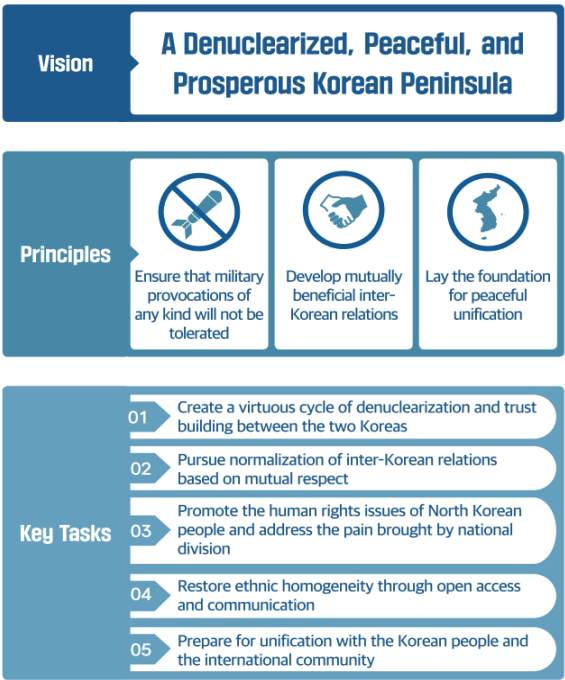 Vision
A Denuclearized, Peaceful, and
Prosperous Korean Peninsula
Principles
Ensure that military
provocations of
any kind will not be
tolerated
Develop mutually
beneficial inter-
Korean relations
Lay the foundation
for peaceful
unification
Key Tasks
01
Create a virtuous cycle of denuclearization and trust
building between the two Koreas
02
Pursue normalization of inter-Korean relations
based on mutual respect
03
Promote the human rights issues of North Korean
people and address the pain brought by national
division
04
Restore ethnic homogeneity through open access
and communication
05
Prepare for unification with the Korean people and
the international community